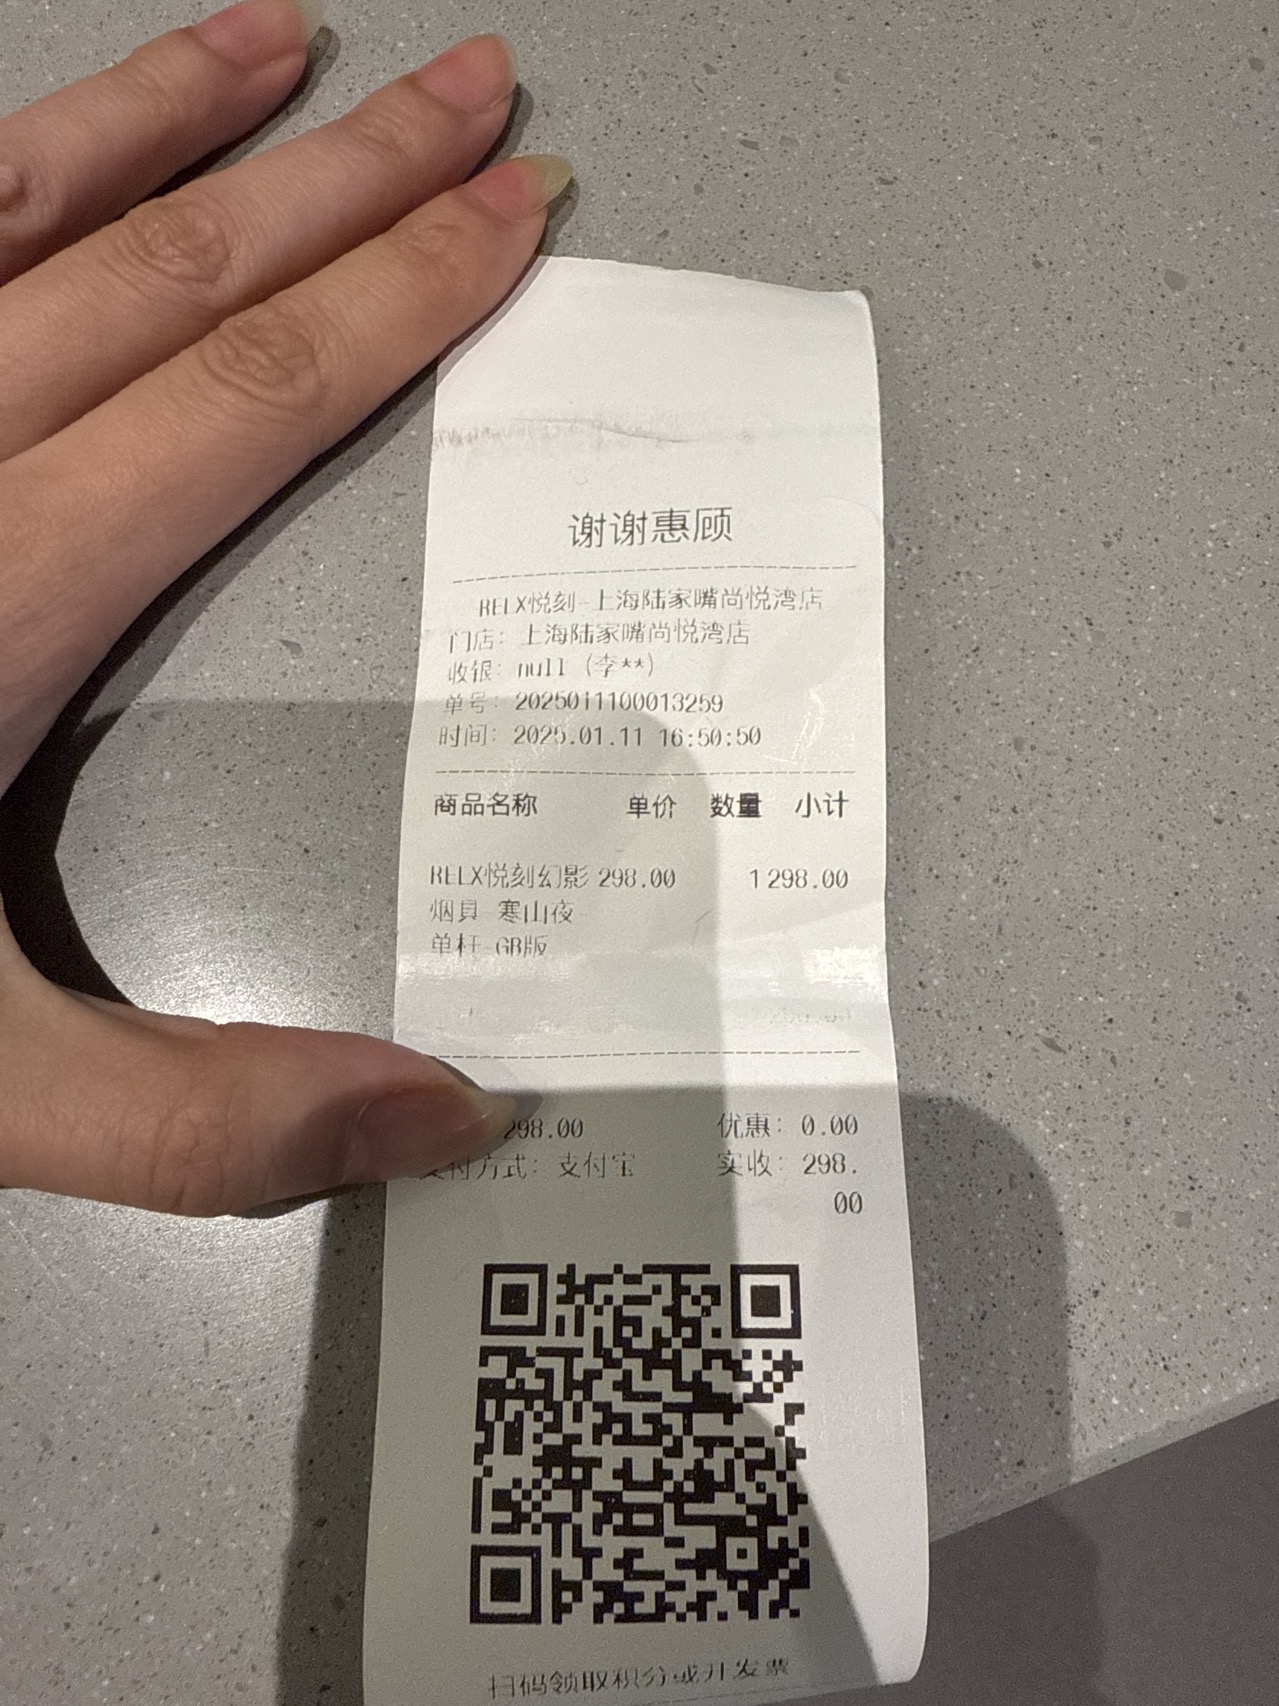 谢谢惠顾
RELX悦刻-上海陆家嘴尚悦湾店
门店: 上海陆家嘴尚悦湾店
收银: null (李**)
单号: 2025011100013259
时间: 2025.01.11 16:50:50
商品名称 单价 数量 小计
RELX悦刻幻影 298.00 1 298.00
烟具 寒山夜
单杆-GB版
298.00 优惠: 0.00
支付方式: 支付宝 实收: 298.
00
扫码领取积分或开发票